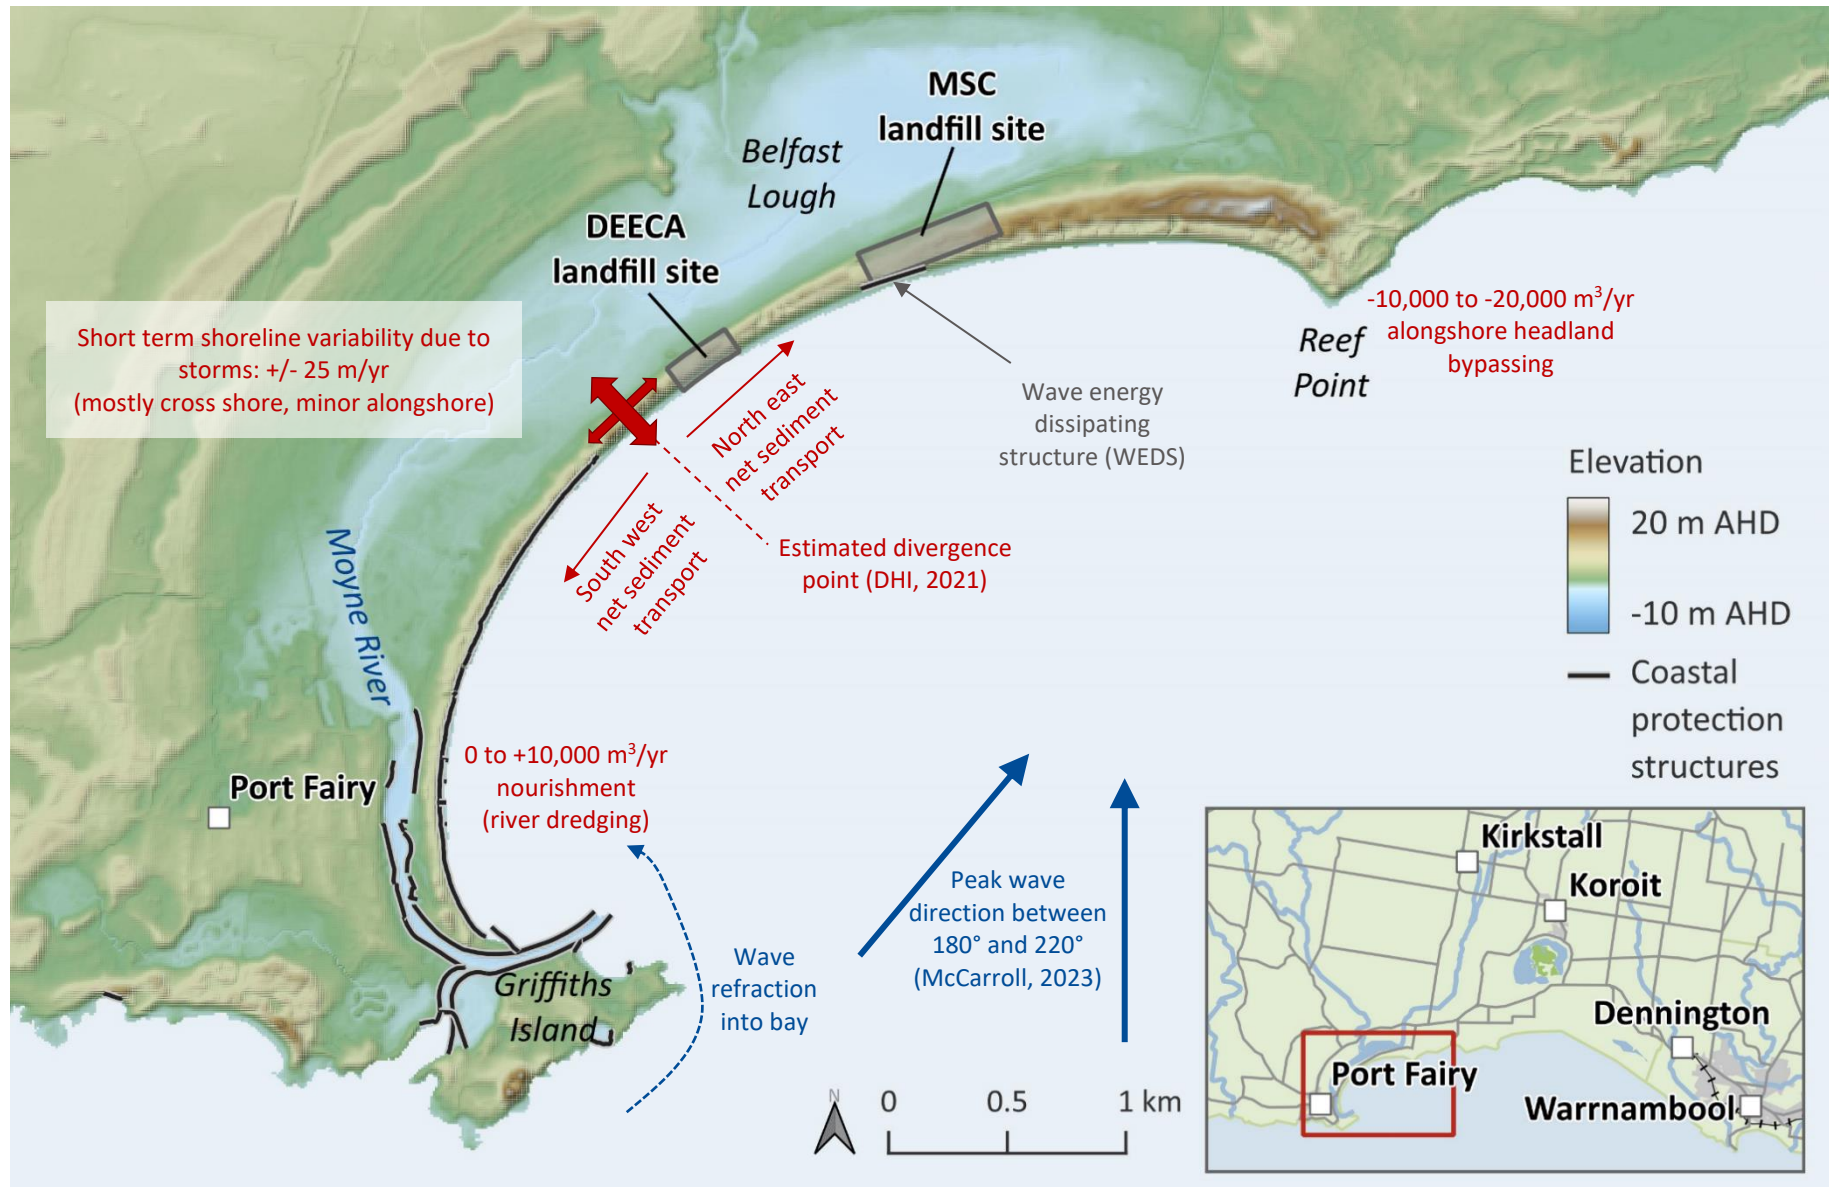 MSC
landfill site
Belfast
Lough
DEECA
landfill site
Short term shoreline variability due to
storms: +/- 25 m/yr
(mostly cross shore, minor alongshore)
-10,000 to -20,000 m³/yr
alongshore headland
bypassing
Reef
Point
Wave energy
dissipating
structure (WEDS)
North east
net sediment
transport
South west
net sediment
transport
Estimated divergence
point (DHI, 2021)
Elevation
20 m AHD
-10 m AHD
Coastal
protection
structures
Moyne River
Port Fairy
0 to +10,000 m³/yr
nourishment
(river dredging)
Peak wave
direction between
180° and 220°
(McCarroll, 2023)
Wave
refraction
into bay
Griffiths
Island
N
0 0.5 1 km
Kirkstall
Koroit
Dennington
Port Fairy
Warrnambool